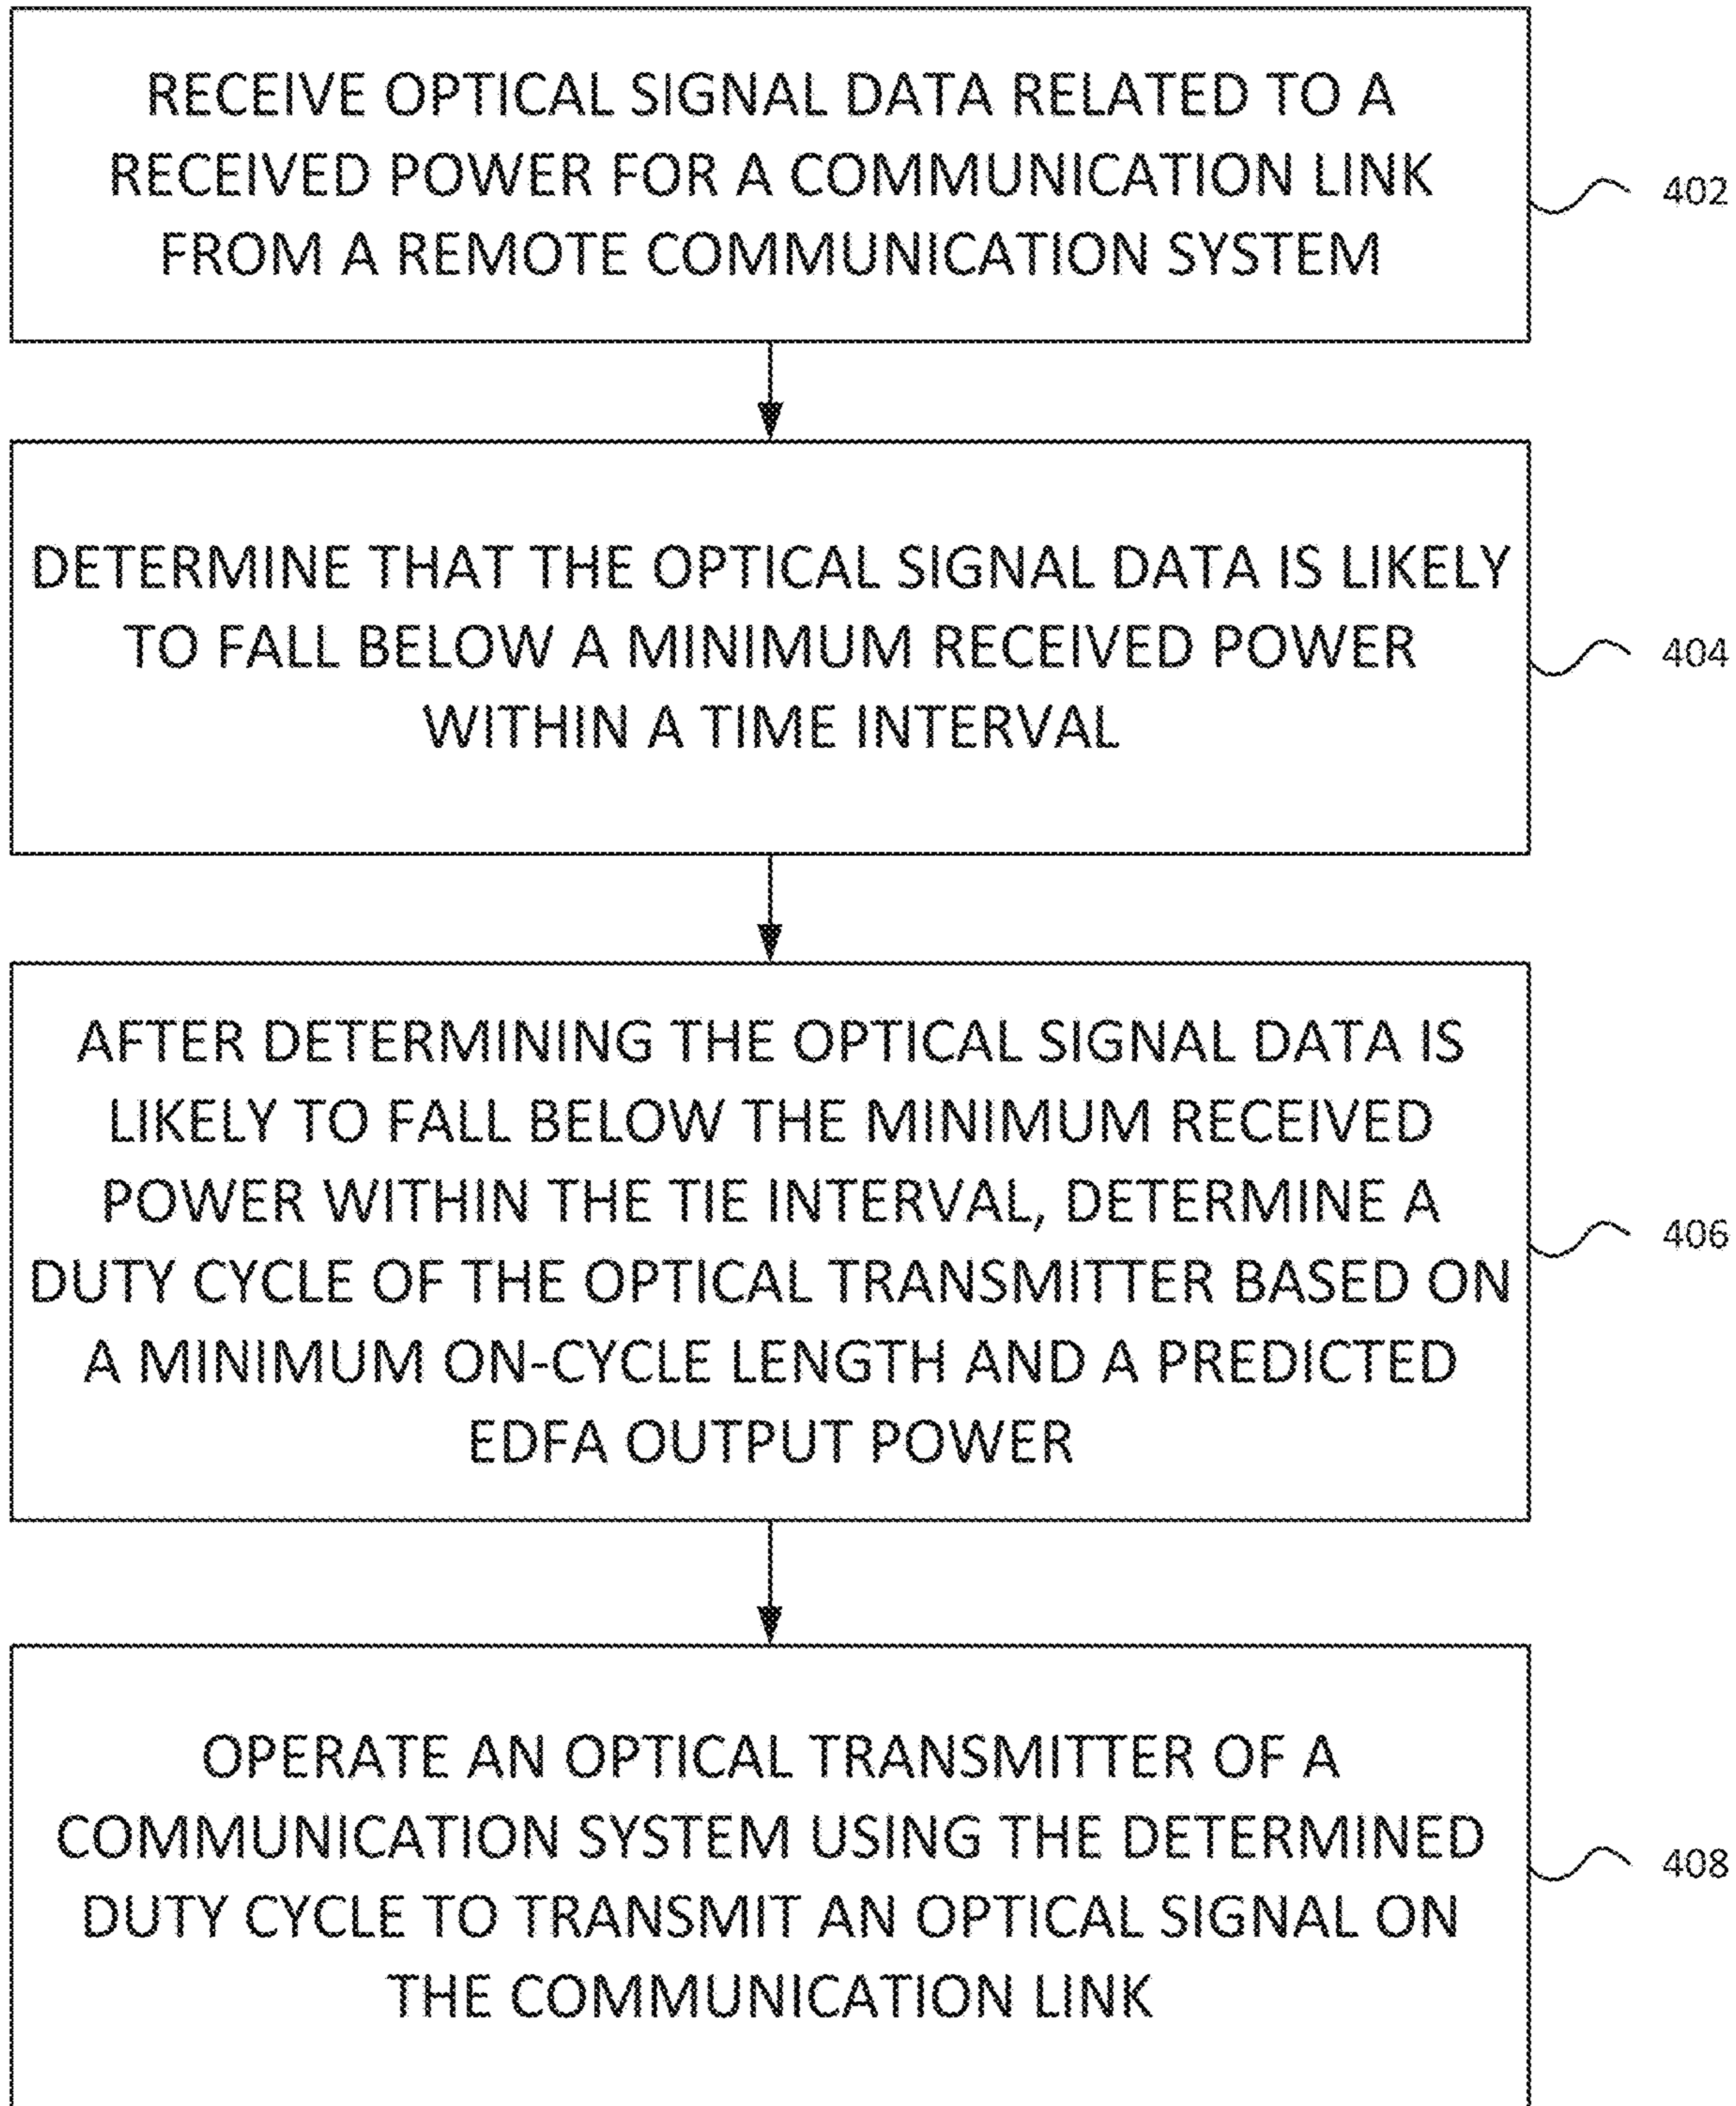 RECEIVE OPTICAL SIGNAL DATA RELATED TO A
RECEIVED POWER FOR A COMMUNICATION LINK
FROM A REMOTE COMMUNICATION SYSTEM
402
DETERMINE THAT THE OPTICAL SIGNAL DATA IS LIKELY
TO FALL BELOW A MINIMUM RECEIVED POWER
WITHIN A TIME INTERVAL
404
AFTER DETERMINING THE OPTICAL SIGNAL DATA IS
LIKELY TO FALL BELOW THE MINIMUM RECEIVED
POWER WITHIN THE TIE INTERVAL, DETERMINE A
DUTY CYCLE OF THE OPTICAL TRANSMITTER BASED ON
A MINIMUM ON-CYCLE LENGTH AND A PREDICTED
EDFA OUTPUT POWER
406
OPERATE AN OPTICAL TRANSMITTER OF A
COMMUNICATION SYSTEM USING THE DETERMINED
DUTY CYCLE TO TRANSMIT AN OPTICAL SIGNAL ON
THE COMMUNICATION LINK
408